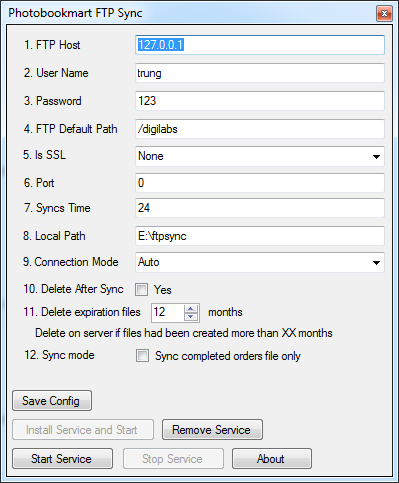 Photobookmart FTP Sync
1. FTP Host 127.0.0.1
2. User Name trung
3. Password 123
4. FTP Default Path /digilabs
5. Is SSL None
6. Port 0
7. Syncs Time 24
8. Local Path E:\ftpsync
9. Connection Mode Auto
10. Delete After Sync Yes
11. Delete expiration files 12 months
Delete on server if files had been created more than XX months
12. Sync mode Sync completed orders file only
Save Config
Install Service and Start Remove Service
Start Service Stop Service About